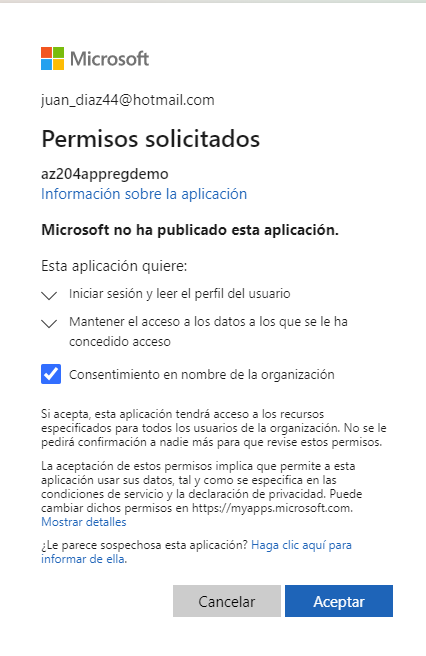 Microsoft
juan_diaz44@hotmail.com
Permisos solicitados
az204appregdemo
Información sobre la aplicación
Microsoft no ha publicado esta aplicación.
Esta aplicación quiere:
Iniciar sesión y leer el perfil del usuario
Mantener el acceso a los datos a los que se le ha
concedido acceso
Consentimiento en nombre de la organización
Si acepta, esta aplicación tendrá acceso a los recursos
especificados para todos los usuarios de la organización. No se le
pedirá confirmación a nadie más para que revise estos permisos.
La aceptación de estos permisos implica que permite a esta
aplicación usar sus datos, tal y como se especifica en las
condiciones de servicio y la declaración de privacidad. Puede
cambiar dichos permisos en https://myapps.microsoft.com.
Mostrar detalles
¿Le parece sospechosa esta aplicación? Haga clic aquí para
informar de ella.
Cancelar
Aceptar